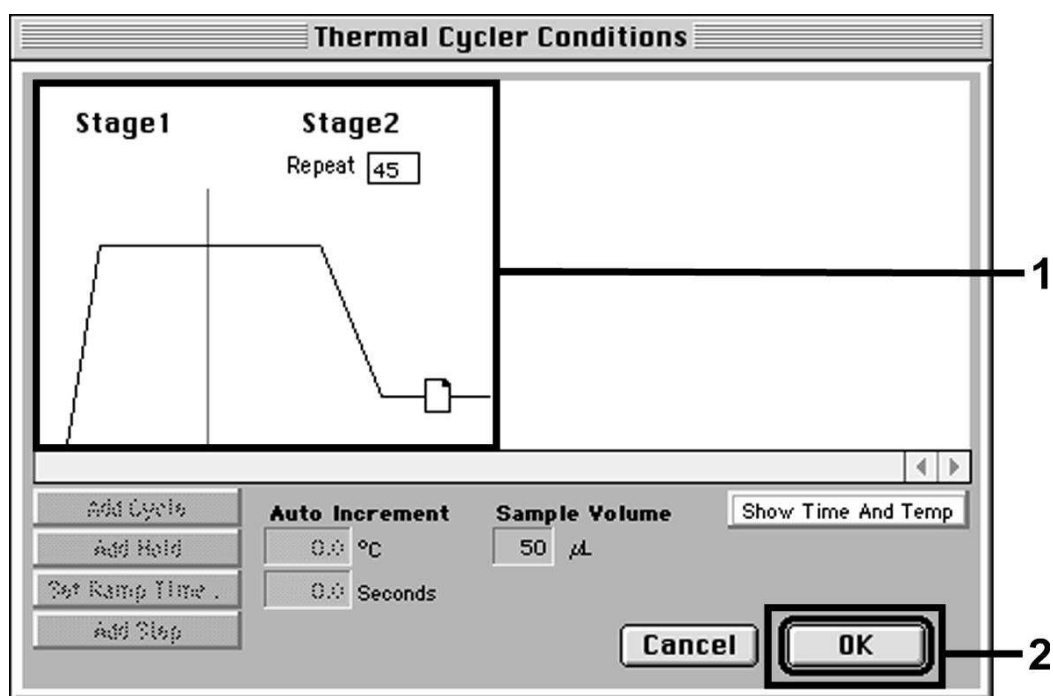 Thermal Cycler Conditions
Stage1 Stage2
Repeat 45
1
Add Cycle
Add Hold
Set Ramp Time .
Add Step
Auto Increment
0.0 °C
0.0 Seconds
Sample Volume
50 µL
Show Time And Temp
Cancel OK
2